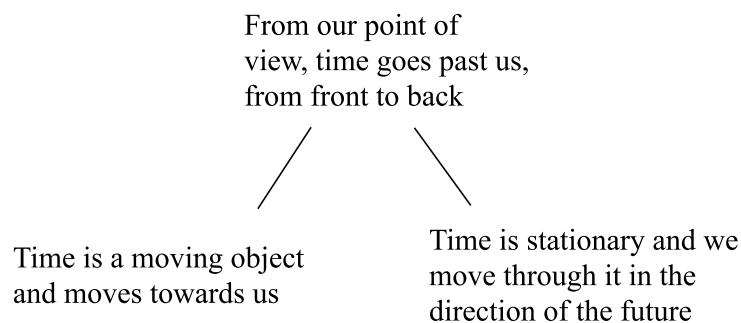 From our point of
view, time goes past us,
from front to back
Time is a moving object
and moves towards us
Time is stationary and we
move through it in the
direction of the future